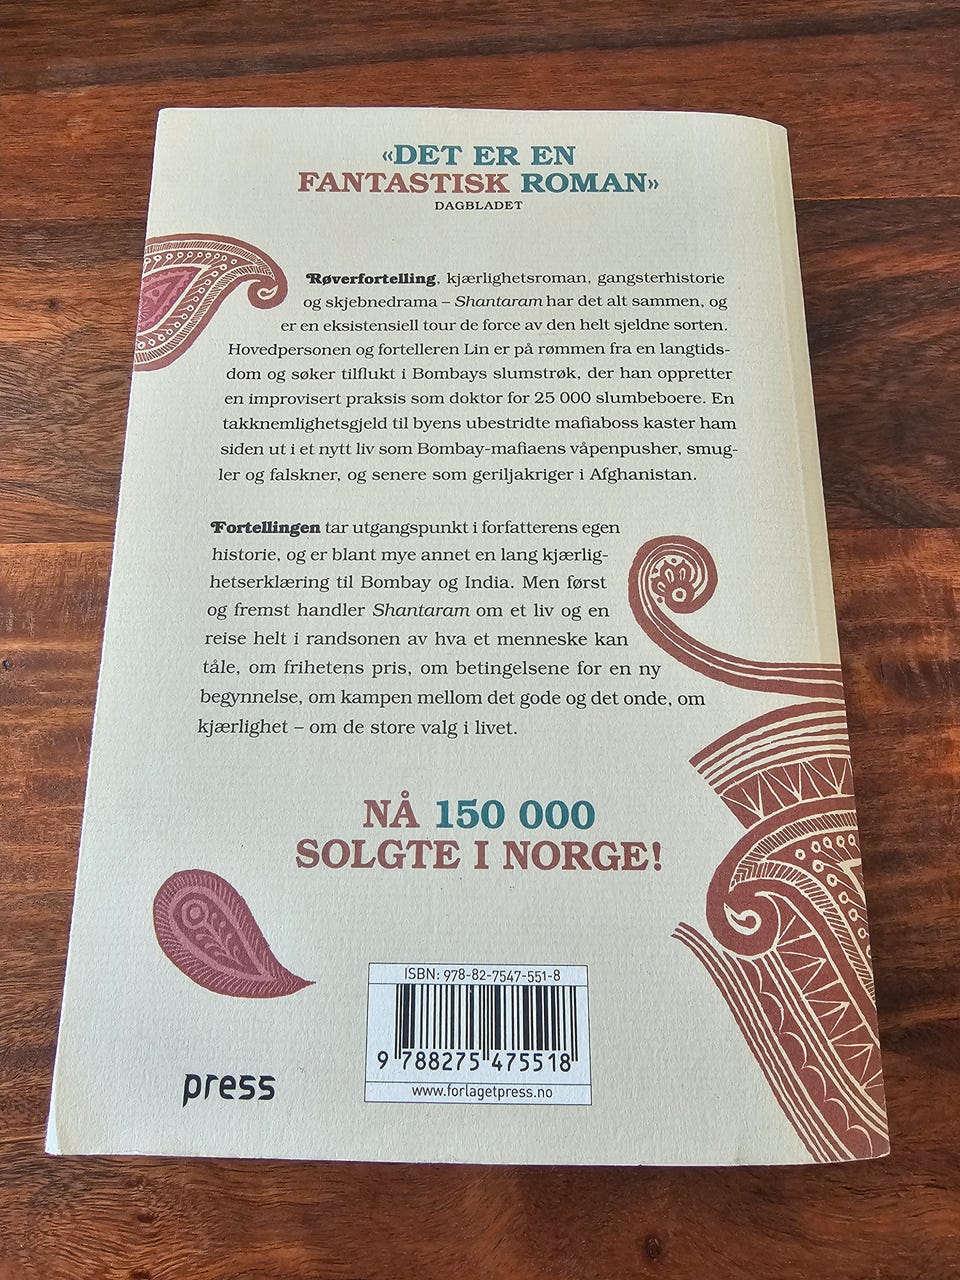 «DET ER EN
FANTASTISK ROMAN»
DAGBLADET
Røverfortelling, kjærlighetsroman, gangsterhistorie
og skjebnedrama – Shantaram har det alt sammen, og
er en eksistensiell tour de force av den helt sjeldne sorten.
Hovedpersonen og fortelleren Lin er på rømmen fra en langtids-
dom og søker tilflukt i Bombays slumstrøk, der han oppretter
en improvisert praksis som doktor for 25 000 slumbeboere. En
takknemlighetsgjeld til byens ubestridte mafiaboss kaster ham
siden ut i et nytt liv som Bombay-mafiaens våpenpusher, smug-
ler og falskner, og senere som geriljakriger i Afghanistan.
Fortellingen tar utgangspunkt i forfatterens egen
historie, og er blant mye annet en lang kjærlig-
hetserklæring til Bombay og India. Men først
og fremst handler Shantaram om et liv og en
reise helt i randsonen av hva et menneske kan
tåle, om frihetens pris, om betingelsene for en ny
begynnelse, om kampen mellom det gode og det onde, om
kjærlighet – om de store valg i livet.
NÅ 150 000
SOLGTE I NORGE!
ISBN: 978-82-7547-551-8
9 788275 475518
www.forlagetpress.no
press